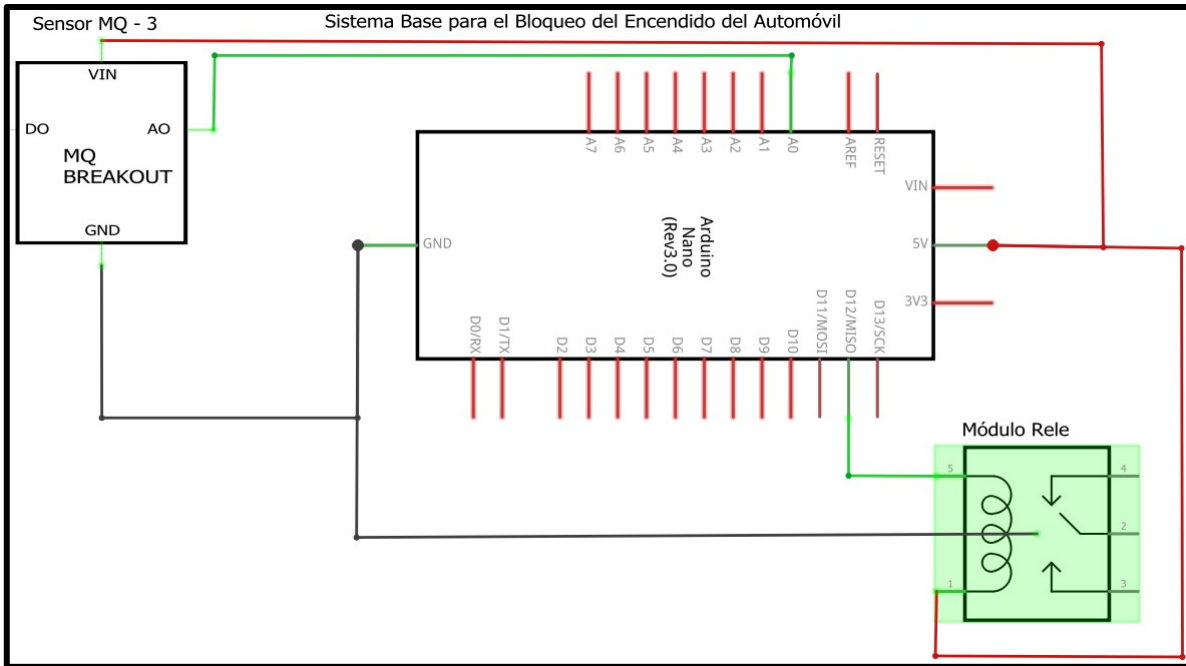 Sensor MQ - 3
Sistema Base para el Bloqueo del Encendido del Automóvil
VIN
DO
AO
MQ
BREAKOUT
GND
A7
A6
A5
A4
A3
A2
A1
A0
AREF
RESET
VIN
GND
Arduino
Nano
(Rev3.0)
5V
3V3
D0/RX
D1/TX
D2
D3
D4
D5
D6
D7
D8
D9
D10
D11/MOSI
D12/MISO
D13/SCK
Módulo Rele
5
4
2
1
3